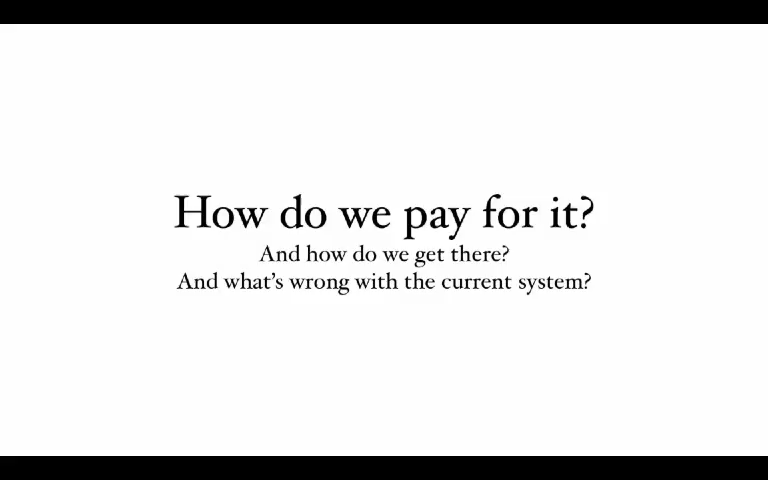 How do we pay for it?
And how do we get there?
And what's wrong with the current system?